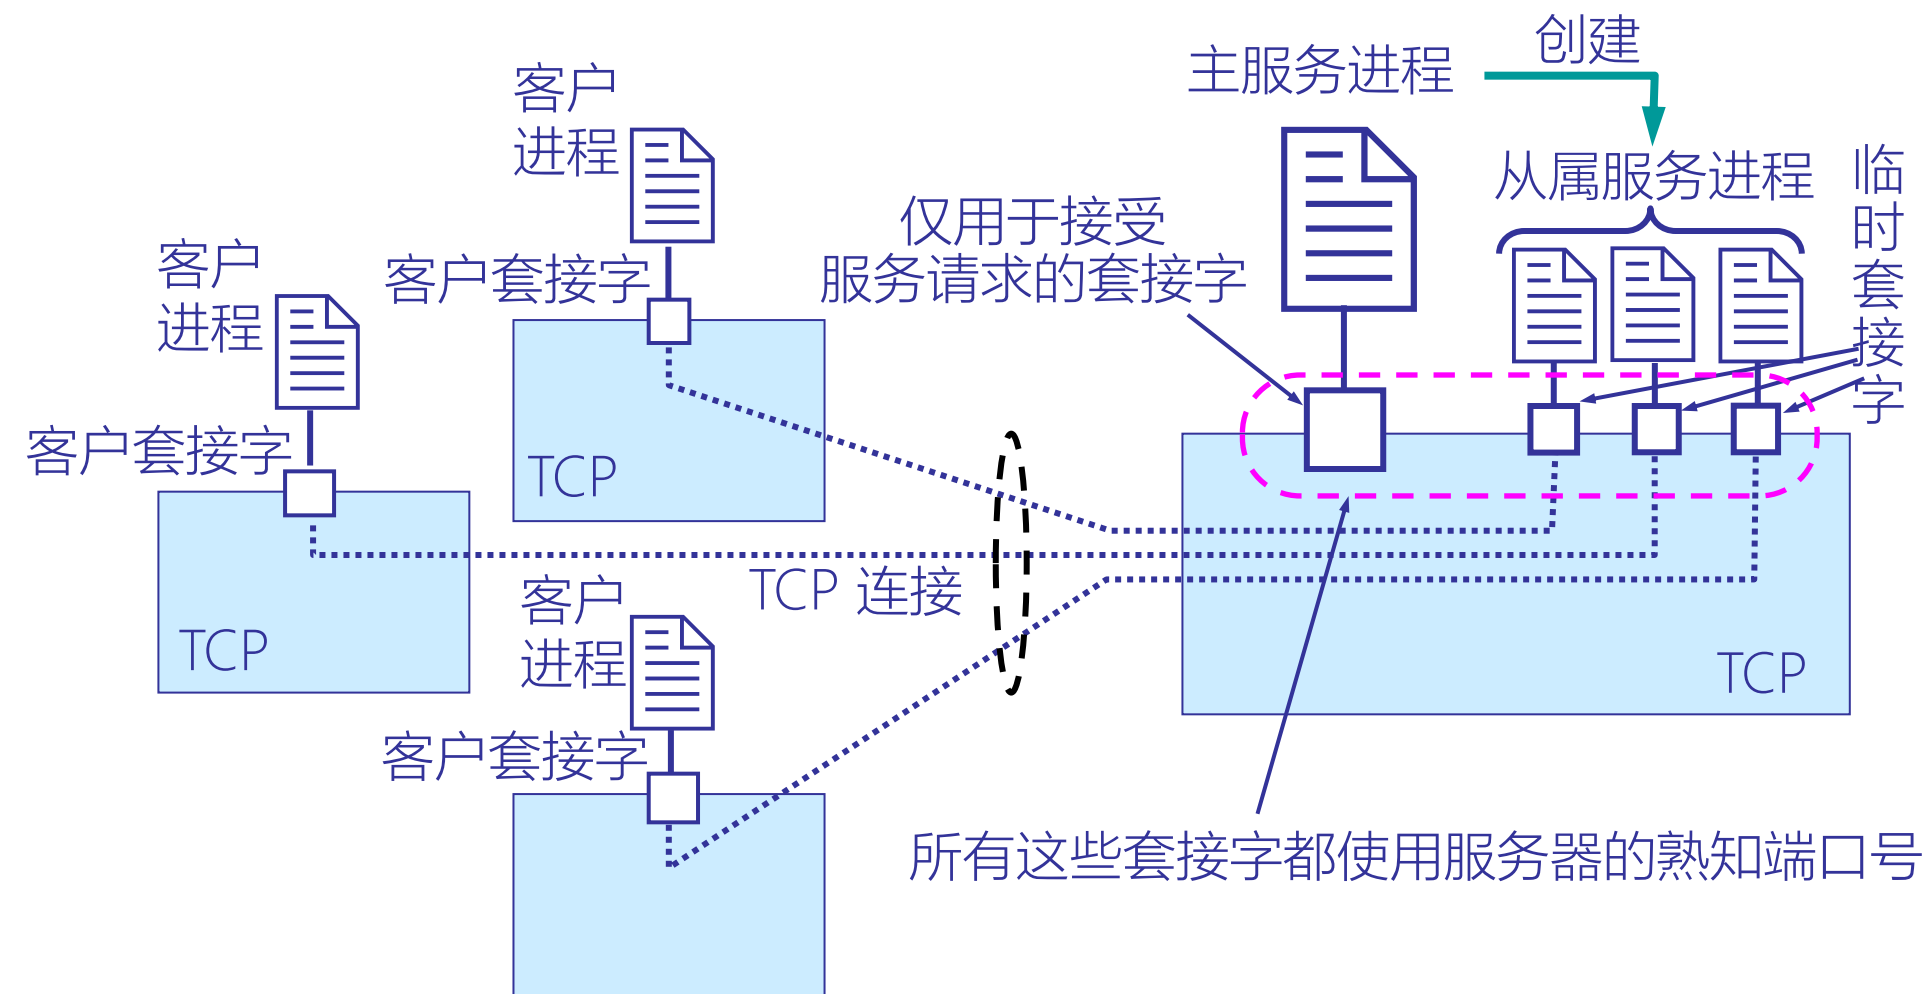 创建
主服务进程
客户
进程
从属服务进程
临时套接字
仅用于接受
服务请求的套接字
客户套接字
客户
进程
客户套接字
TCP
TCP
TCP 连接
客户
进程
客户套接字
TCP
所有这些套接字都使用服务器的熟知端口号